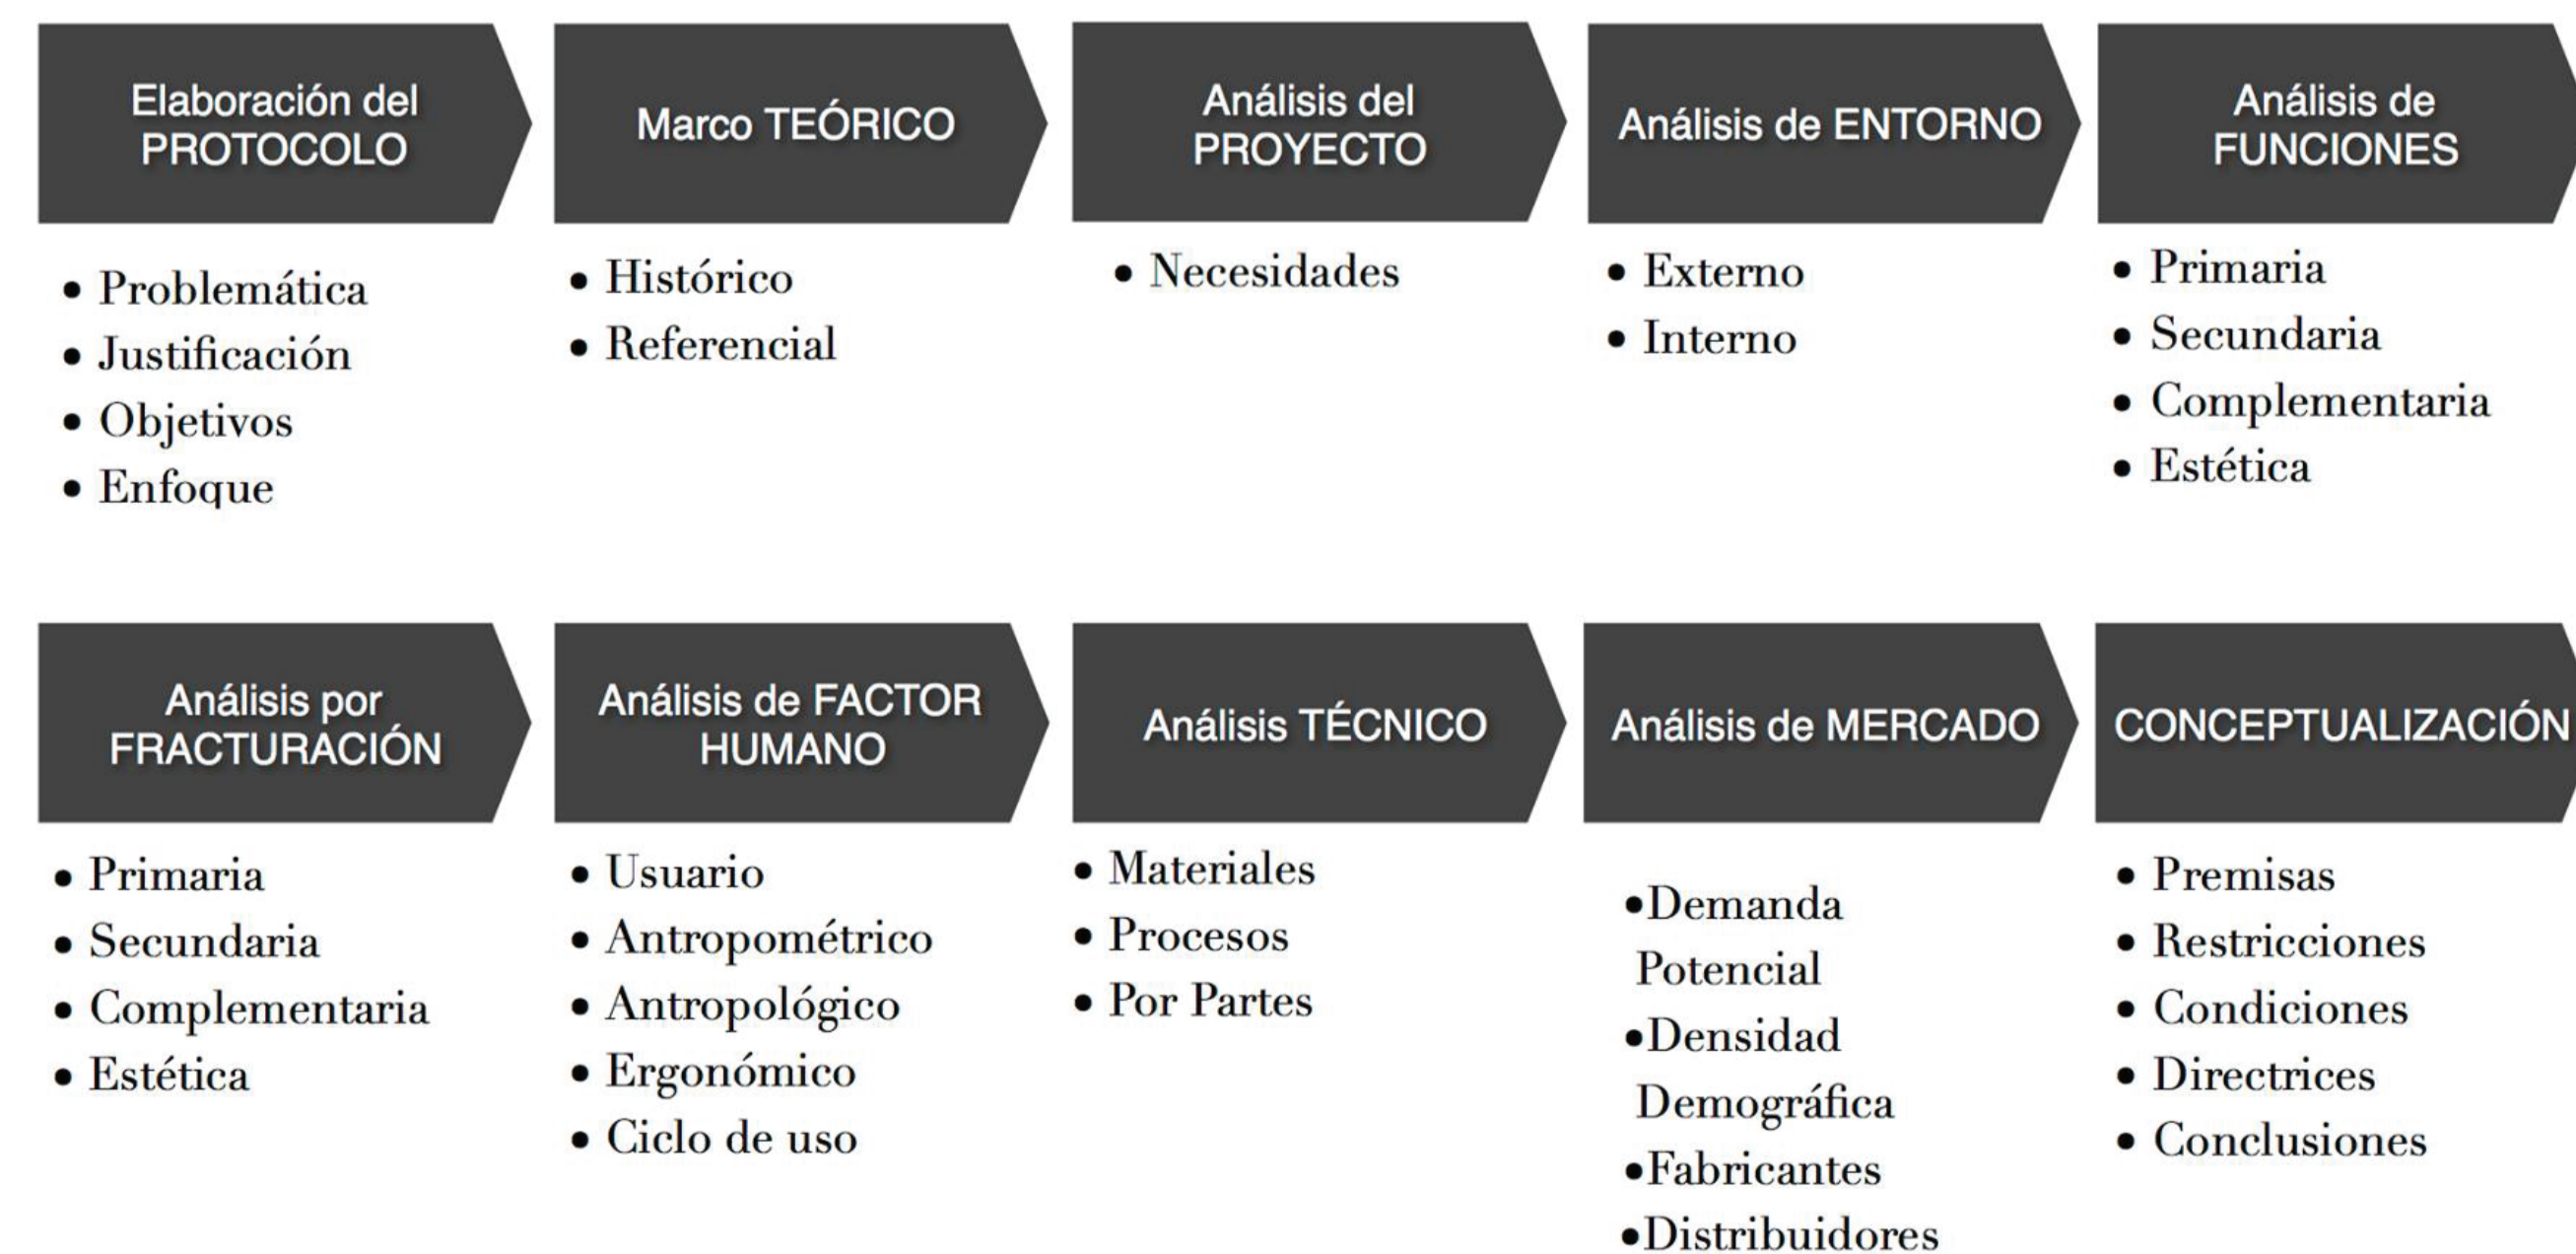 Elaboración del
PROTOCOLO
• Problemática
• Justificación
• Objetivos
• Enfoque
Marco TEÓRICO
• Histórico
• Referencial
Análisis del
PROYECTO
• Necesidades
Análisis de ENTORNO
• Externo
• Interno
Análisis de
FUNCIONES
• Primaria
• Secundaria
• Complementaria
• Estética
Análisis por
FRACTURACIÓN
• Primaria
• Secundaria
• Complementaria
• Estética
Análisis de FACTOR
HUMANO
• Usuario
• Antropométrico
• Antropológico
• Ergonómico
• Ciclo de uso
Análisis TÉCNICO
• Materiales
• Procesos
• Por Partes
Análisis de MERCADO
•Demanda
Potencial
•Densidad
Demográfica
•Fabricantes
•Distribuidores
CONCEPTUALIZACIÓN
• Premisas
• Restricciones
• Condiciones
• Directrices
• Conclusiones